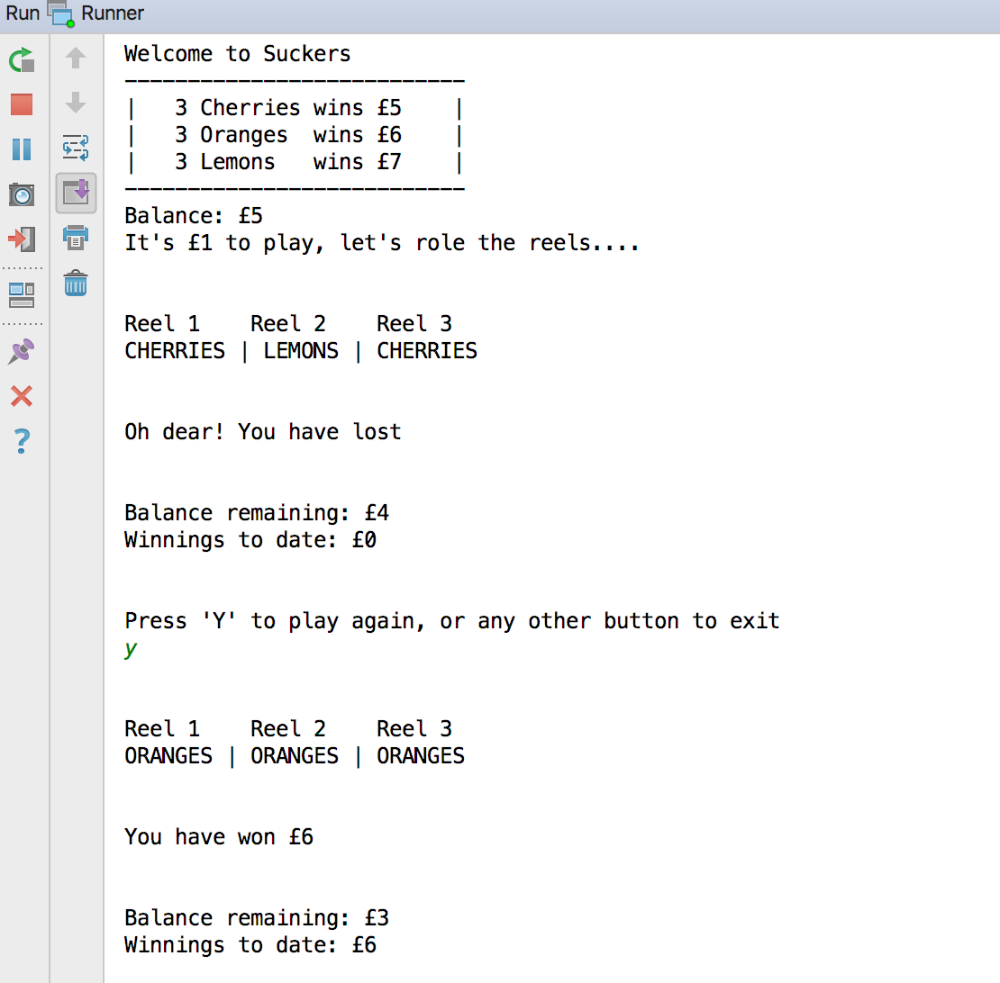 Run Runner
Welcome to Suckers
---------------------------
|   3 Cherries wins £5    |
|   3 Oranges  wins £6    |
|   3 Lemons   wins £7    |
---------------------------
Balance: £5
It's £1 to play, let's role the reels....
Reel 1    Reel 2    Reel 3
CHERRIES | LEMONS | CHERRIES
Oh dear! You have lost
Balance remaining: £4
Winnings to date: £0
Press 'Y' to play again, or any other button to exit
y
Reel 1    Reel 2    Reel 3
ORANGES | ORANGES | ORANGES
You have won £6
Balance remaining: £3
Winnings to date: £6